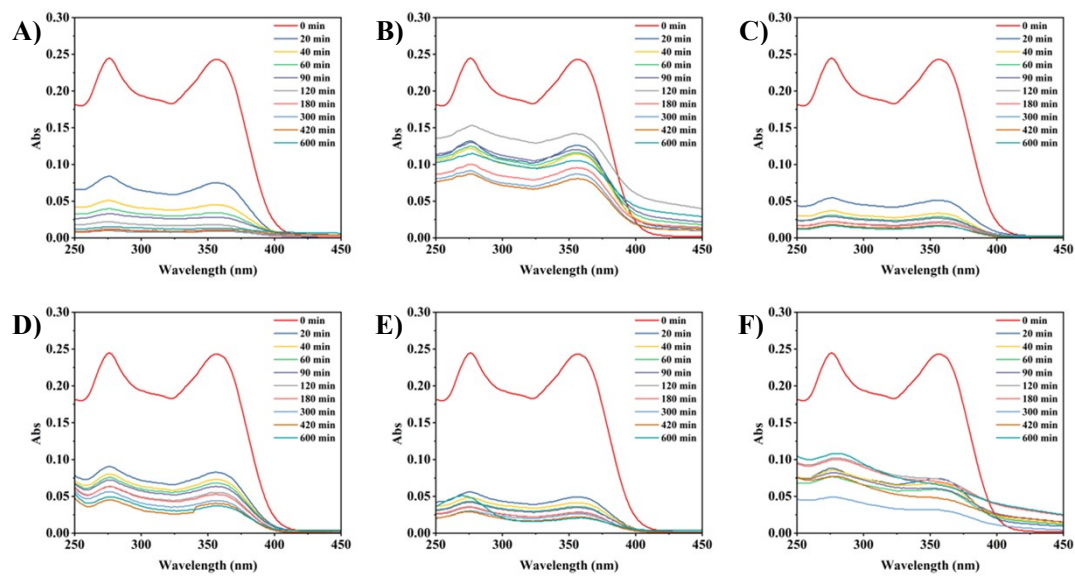 A)
0.30
0.25
0.20
0.15
0.10
0.05
0.00
Abs
250 300 350 400 450
Wavelength (nm)
0 min
20 min
40 min
60 min
90 min
120 min
180 min
300 min
420 min
600 min
B)
0.30
0.25
0.20
0.15
0.10
0.05
0.00
Abs
250 300 350 400 450
Wavelength (nm)
0 min
20 min
40 min
60 min
90 min
120 min
180 min
300 min
420 min
600 min
C)
0.30
0.25
0.20
0.15
0.10
0.05
0.00
Abs
250 300 350 400 450
Wavelength (nm)
0 min
20 min
40 min
60 min
90 min
120 min
180 min
300 min
420 min
600 min
D)
0.30
0.25
0.20
0.15
0.10
0.05
0.00
Abs
250 300 350 400 450
Wavelength (nm)
0 min
20 min
40 min
60 min
90 min
120 min
180 min
300 min
420 min
600 min
E)
0.30
0.25
0.20
0.15
0.10
0.05
0.00
Abs
250 300 350 400 450
Wavelength (nm)
0 min
20 min
40 min
60 min
90 min
120 min
180 min
300 min
420 min
600 min
F)
0.30
0.25
0.20
0.15
0.10
0.05
0.00
Abs
250 300 350 400 450
Wavelength (nm)
0 min
20 min
40 min
60 min
90 min
120 min
180 min
300 min
420 min
600 min